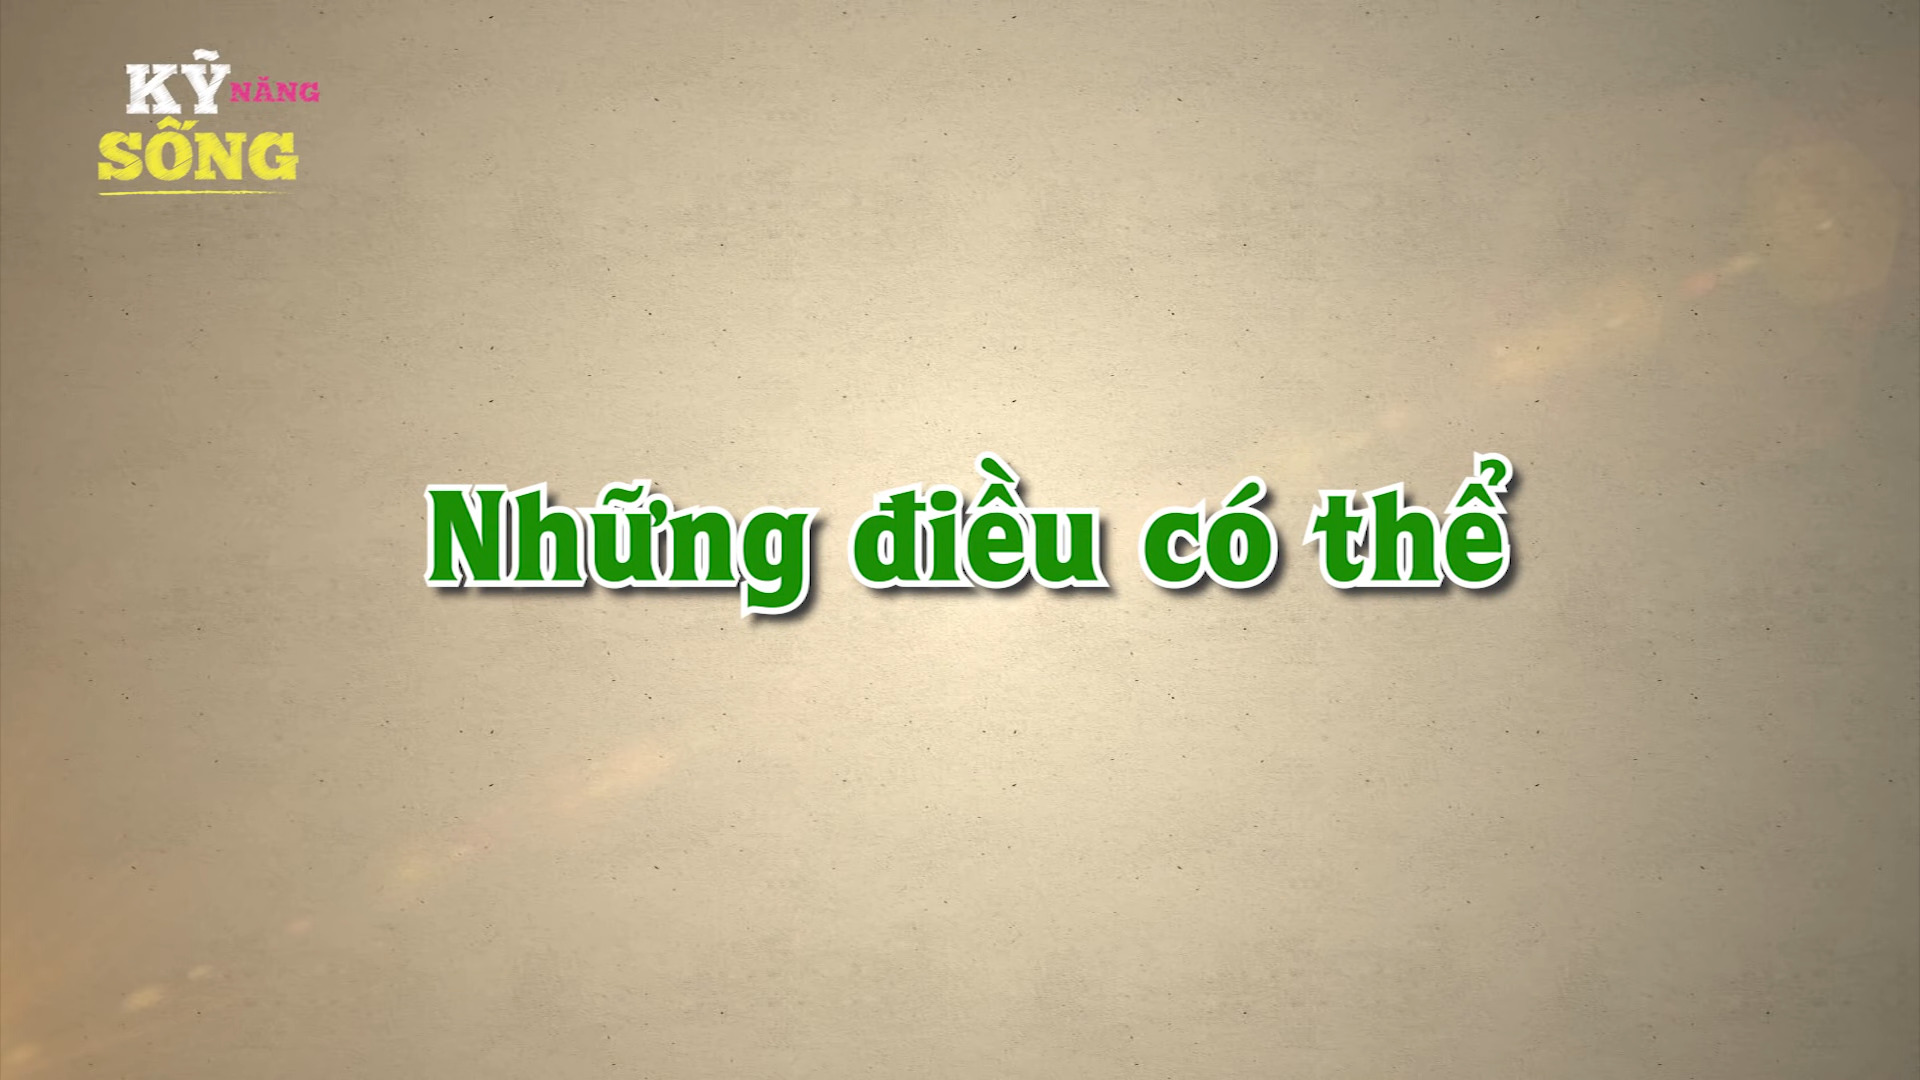 KỸ NĂNG
SỐNG
Những điều có thể